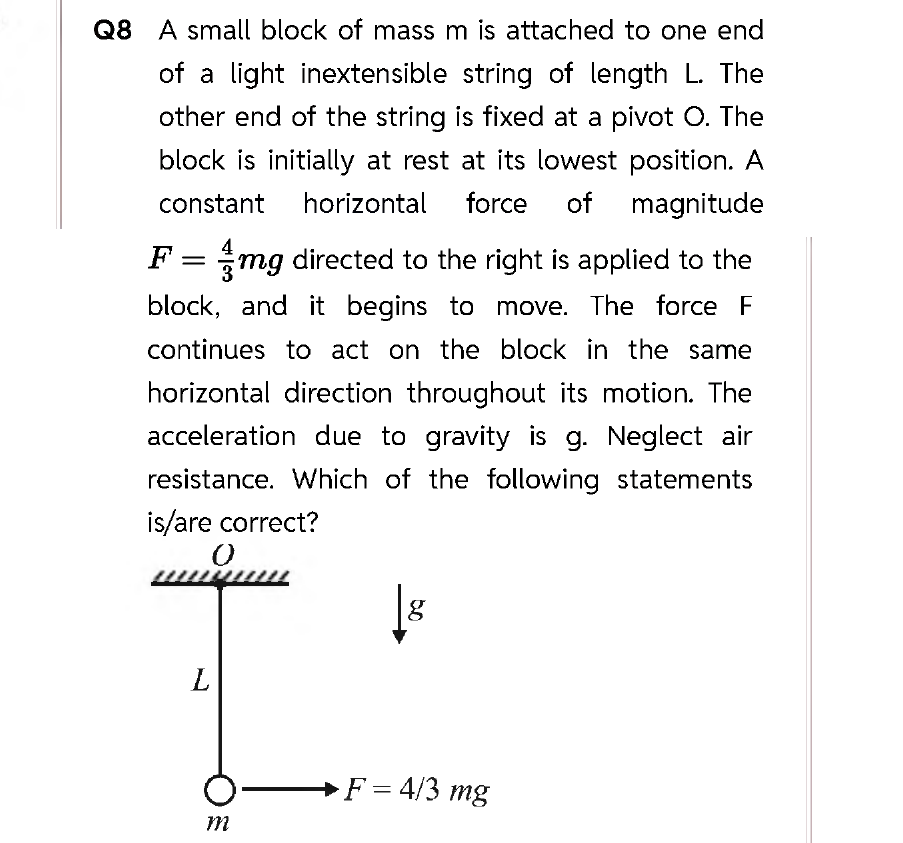 Q8 A small block of mass m is attached to one end
of a light inextensible string of length L. The
other end of the string is fixed at a pivot O. The
block is initially at rest at its lowest position. A
constant horizontal force of magnitude
F = 4/3 mg directed to the right is applied to the
block, and it begins to move. The force F
continues to act on the block in the same
horizontal direction throughout its motion. The
acceleration due to gravity is g. Neglect air
resistance. Which of the following statements
is/are correct?
O
g
L
F = 4/3 mg
m